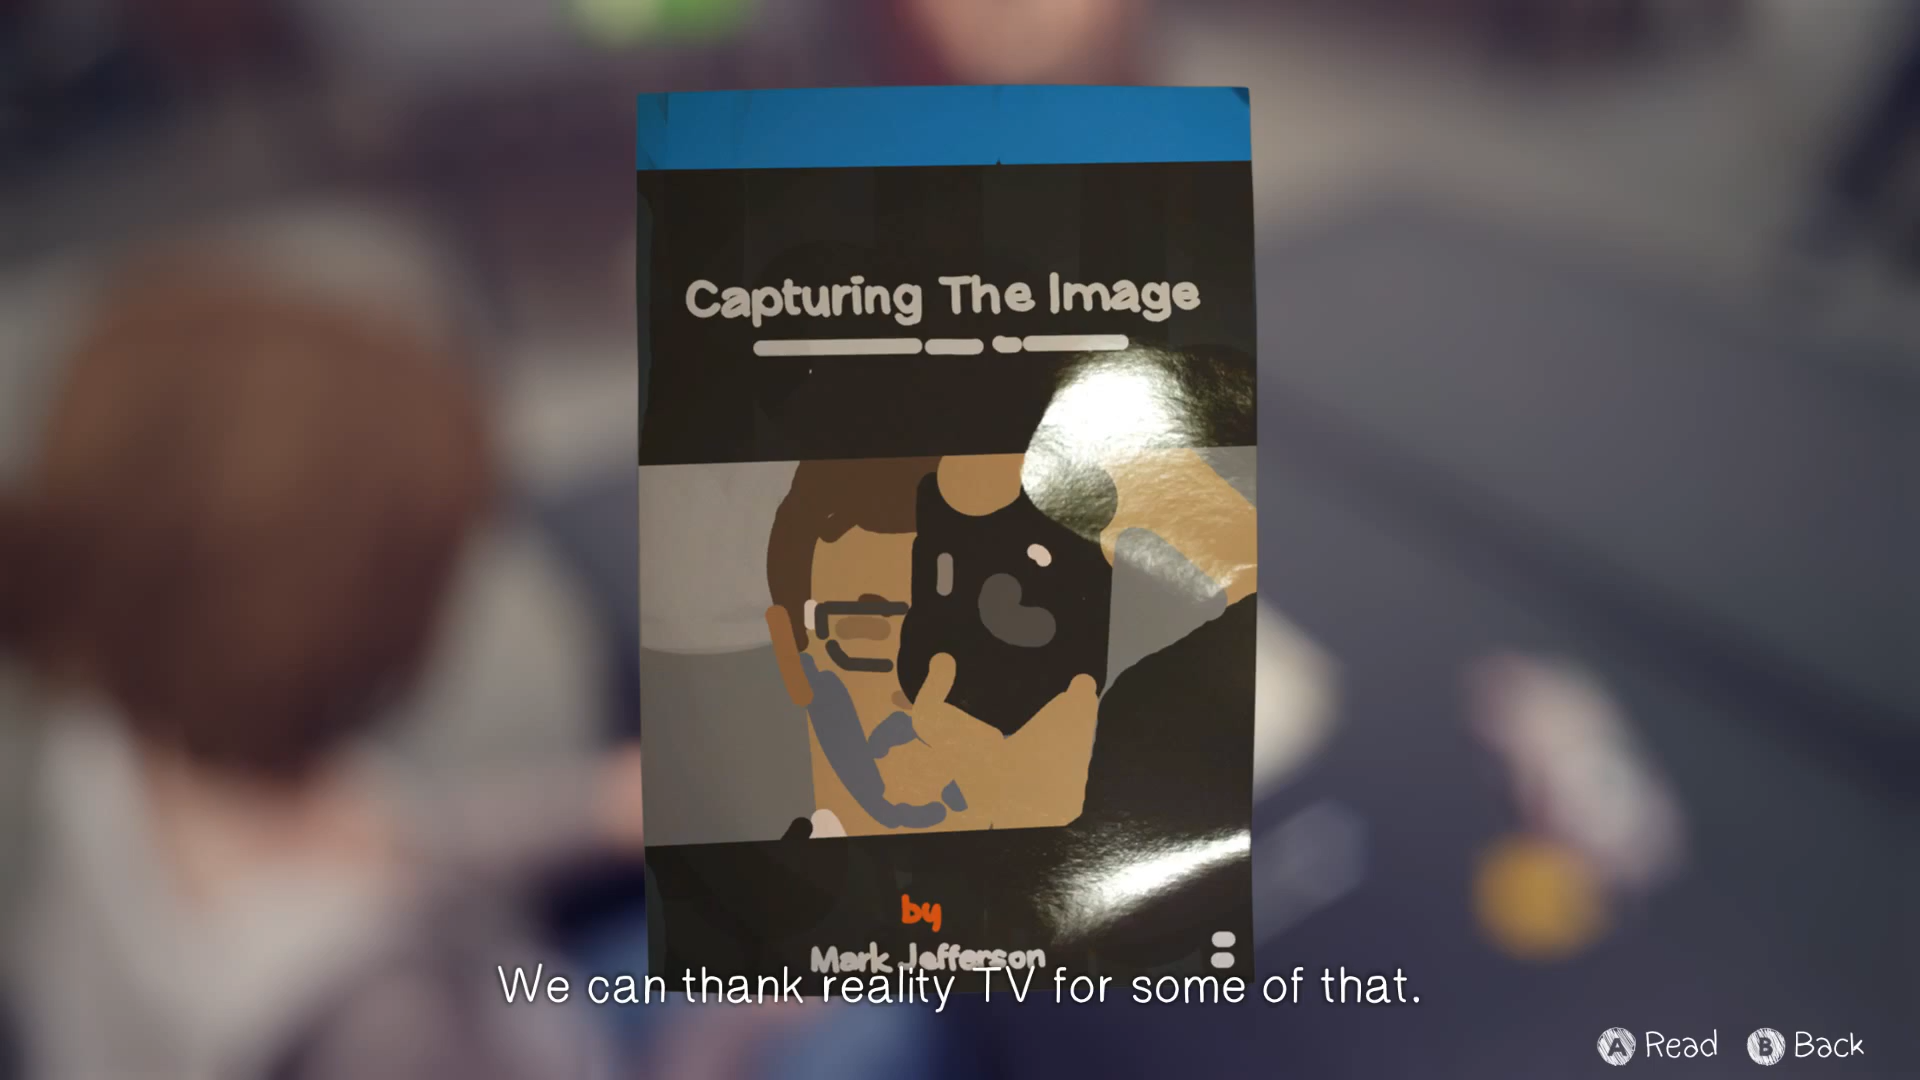 Capturing The Image
by
Mark Jefferson
We can thank reality TV for some of that.
A Read B Back